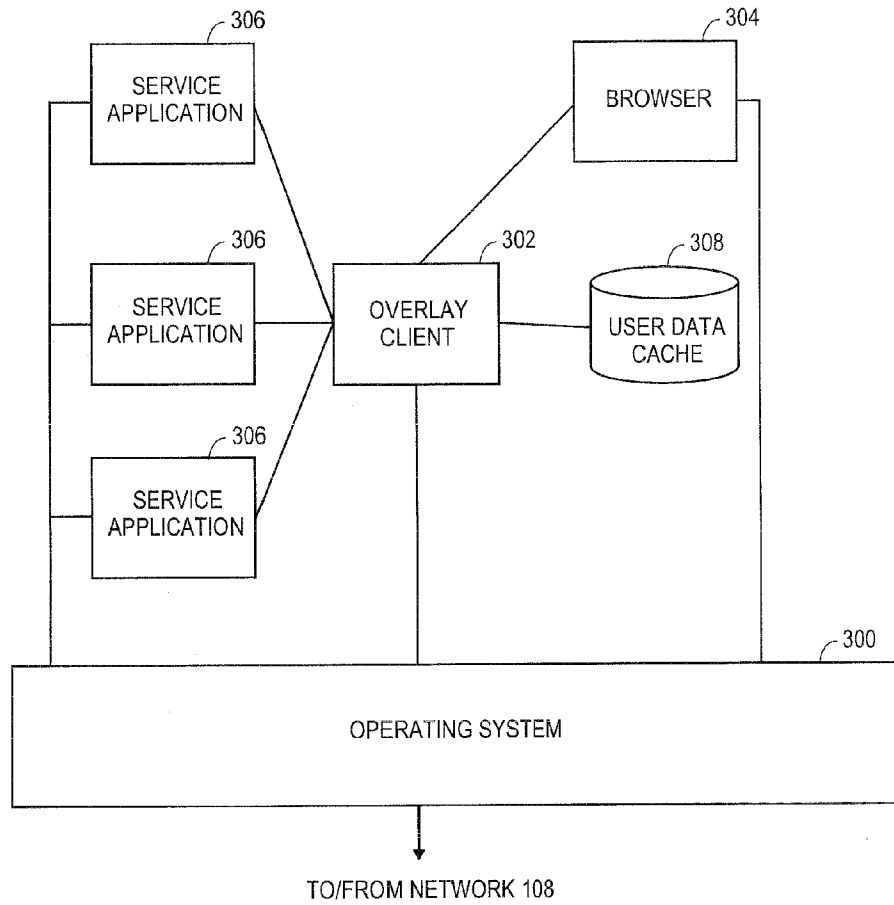 306
SERVICE
APPLICATION
304
BROWSER
306
SERVICE
APPLICATION
302
OVERLAY
CLIENT
308
USER DATA
CACHE
306
SERVICE
APPLICATION
300
OPERATING SYSTEM
TO/FROM NETWORK 108